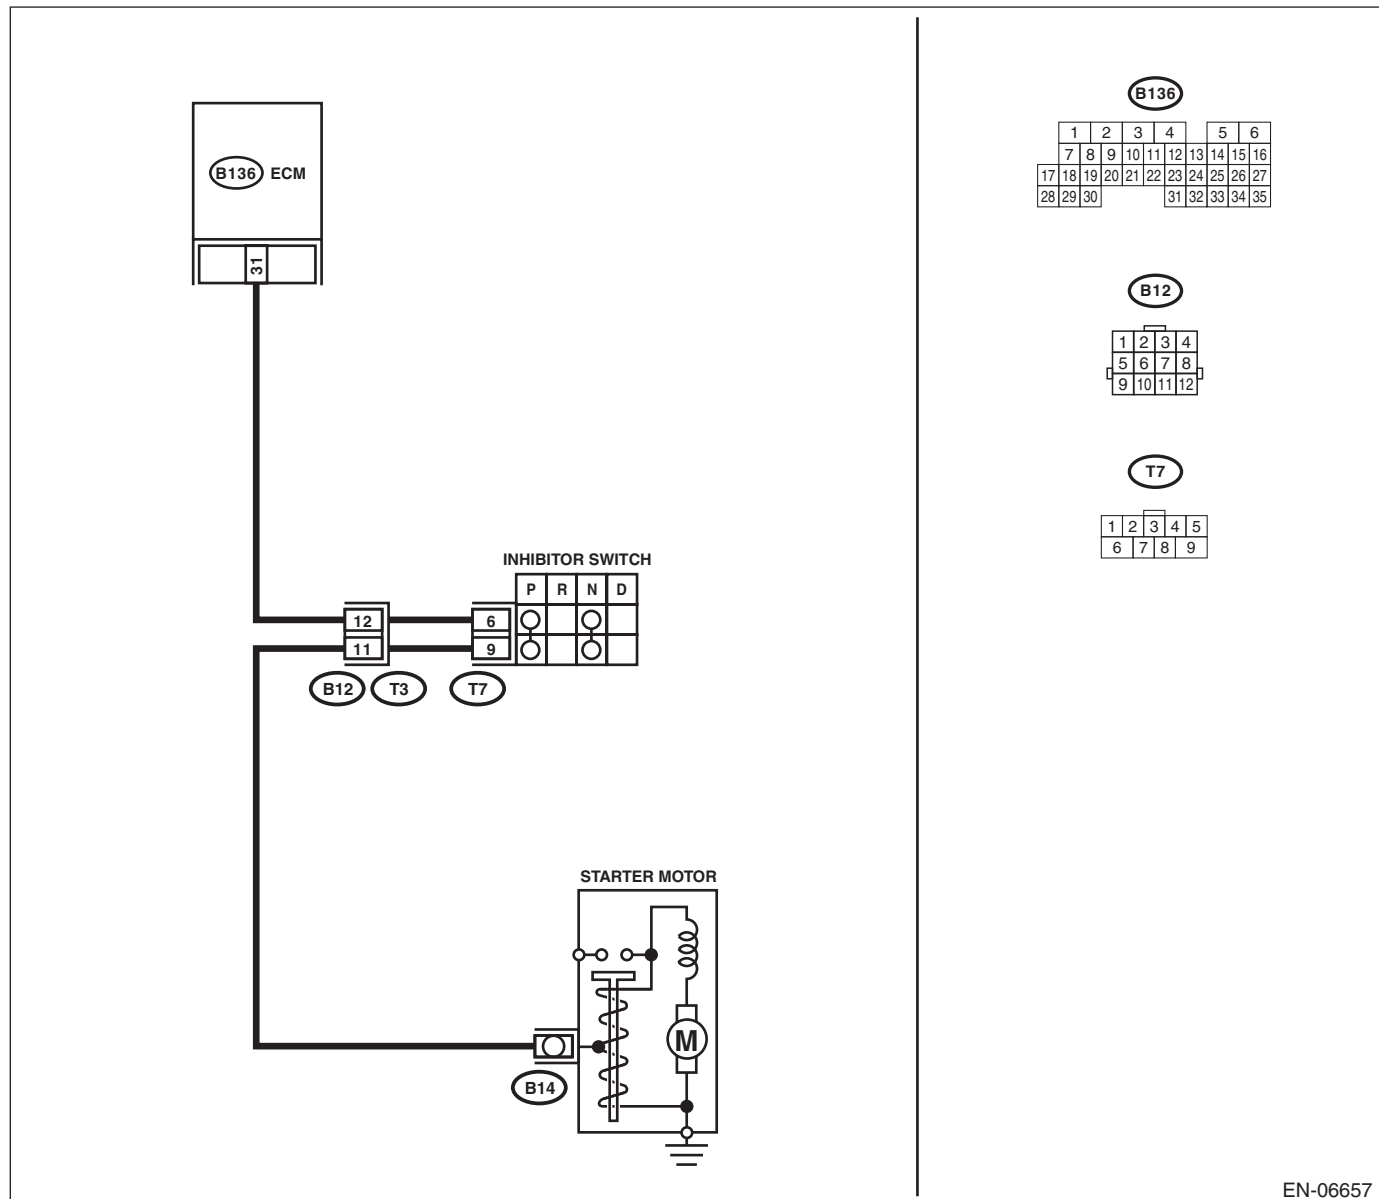 B136 ECM
31
INHIBITOR SWITCH
P R N D
12 6
11 9
B12 T3 T7
STARTER MOTOR
M
B14
B136
1 2 3 4 5 6
7 8 9 10 11 12 13 14 15 16
17 18 19 20 21 22 23 24 25 26 27
28 29 30 31 32 33 34 35
B12
1 2 3 4
5 6 7 8
9 10 11 12
T7
1 2 3 4 5
6 7 8 9
EN-06657